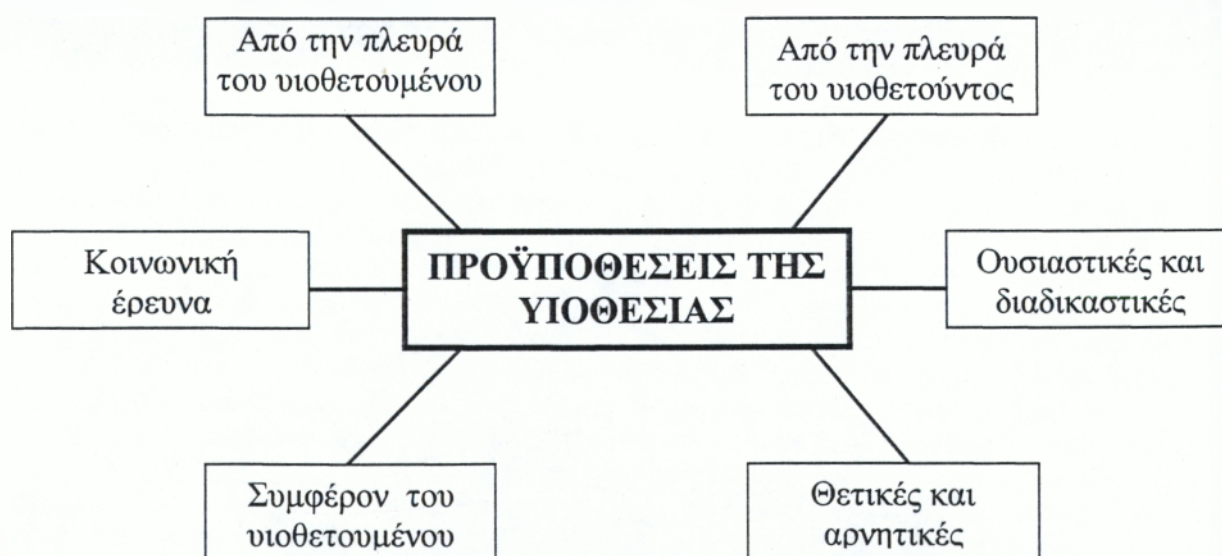 Από την πλευρά
του υιοθετουμένου
Από την πλευρά
του υιοθετούντος
Κοινωνική
έρευνα
ΠΡΟΫΠΟΘΕΣΕΙΣ ΤΗΣ
ΥΙΟΘΕΣΙΑΣ
Ουσιαστικές και
διαδικαστικές
Συμφέρον του
υιοθετουμένου
Θετικές και
αρνητικές